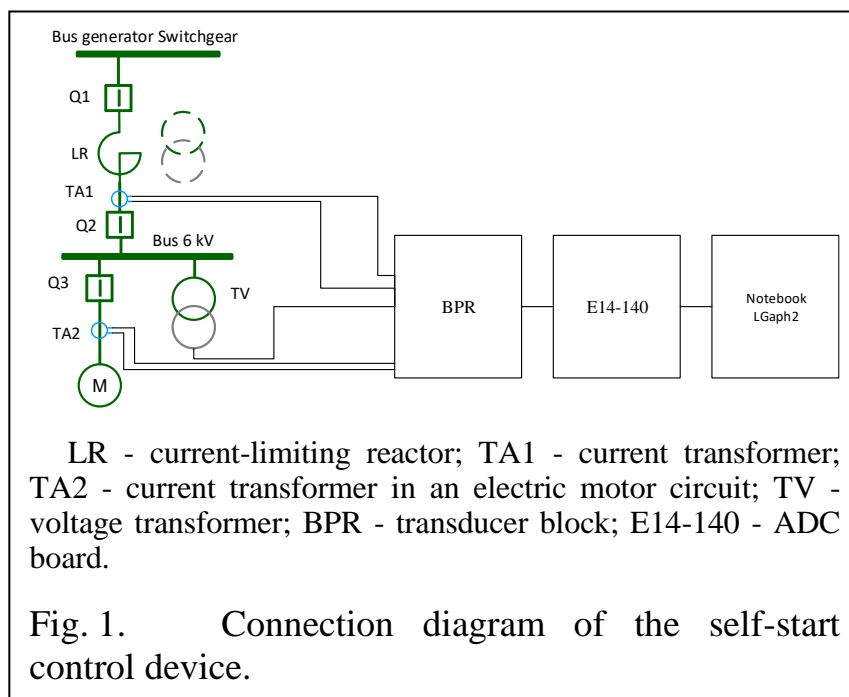 Bus generator Switchgear
Q1
LR
TA1
Q2
Bus 6 kV
Q3
TV
TA2
M
BPR
E14-140
Notebook
LGaph2
LR - current-limiting reactor; TA1 - current transformer;
TA2 - current transformer in an electric motor circuit; TV -
voltage transformer; BPR - transducer block; E14-140 - ADC
board.
Fig. 1. Connection diagram of the self-start
control device.